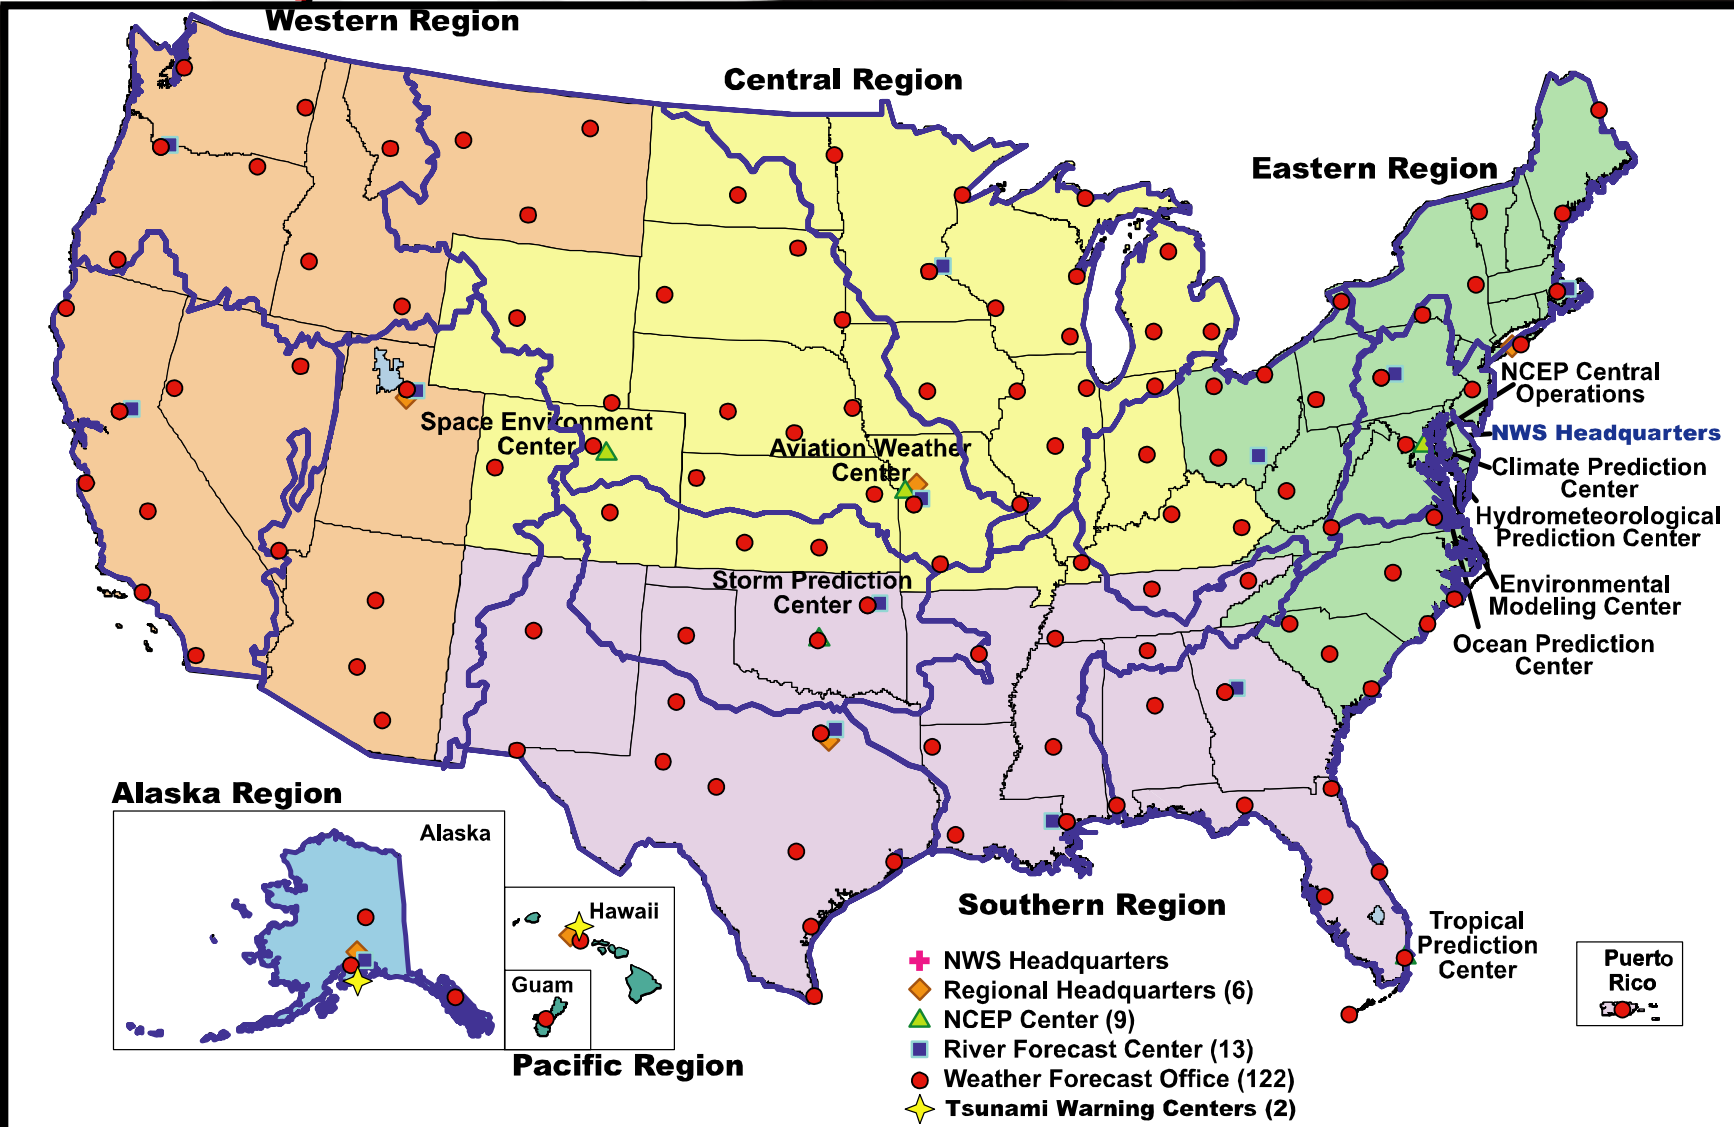 Western Region
Central Region
Eastern Region
NCEP Central
Operations
NWS Headquarters
Climate Prediction
Center
Hydrometeorological
Prediction Center
Environmental
Modeling Center
Ocean Prediction
Center
Space Environment
Center
Aviation Weather
Center
Storm Prediction
Center
Alaska Region
Alaska
Hawaii
Guam
Pacific Region
Southern Region
Tropical
Prediction
Center
Puerto
Rico
NWS Headquarters
Regional Headquarters (6)
NCEP Center (9)
River Forecast Center (13)
Weather Forecast Office (122)
Tsunami Warning Centers (2)